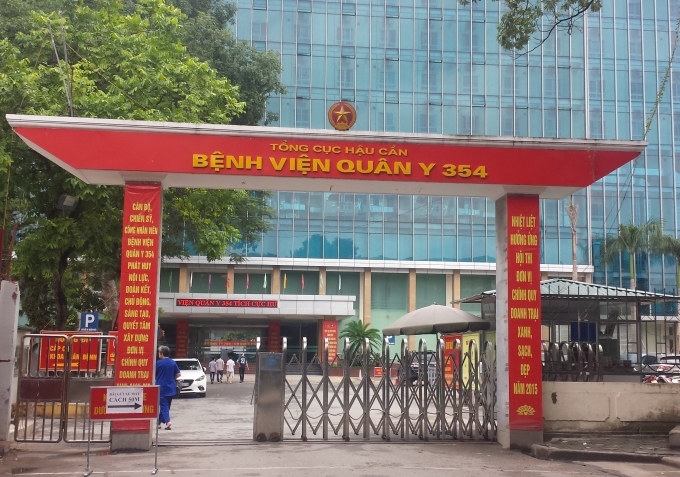 TỔNG CỤC HẬU CẦN
BỆNH VIỆN QUÂN Y 354
CÁN BỘ,
CHIẾN SỸ,
CÔNG NHÂN VIÊN
BỆNH VIỆN
QUÂN Y 354
PHÁT HUY
NỘI LỰC,
ĐOÀN KẾT,
CHỦ ĐỘNG,
SÁNG TẠO,
QUYẾT TÂM
XÂY DỰNG
ĐƠN VỊ
CHÍNH QUY
DOANH TRẠI
NHIỆT LIỆT
HƯỞNG ỨNG
HỘI THI
ĐƠN VỊ
CHÍNH QUY
DOANH TRẠI
XANH,
SẠCH,
ĐẸP
NĂM 2015
VIỆN QUÂN Y 354 TÍCH CỰC
P
CÁCH 50M